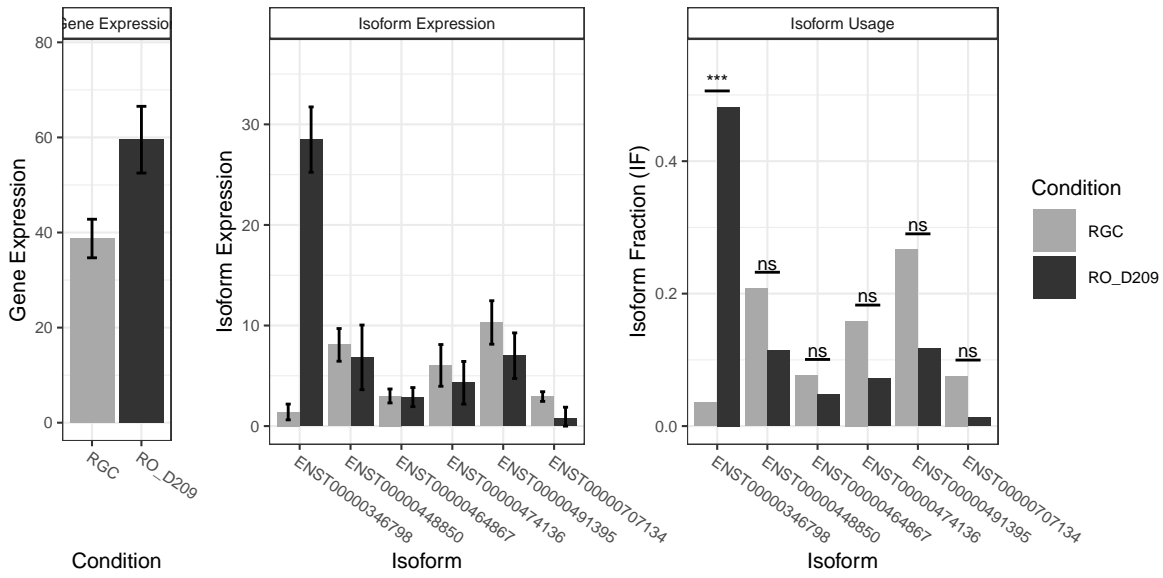 Gene Expression
Isoform Expression
Isoform Usage
Gene Expression
80
60
40
20
0
RGC
RO_D209
Condition
Isoform Expression
30
20
10
0
ENST00000346798
ENST00000448850
ENST00000464867
ENST00000474136
ENST00000491395
ENST00000707134
Isoform
Isoform Fraction (IF)
0.4
0.2
0.0
***
ns
ns
ns
ns
ns
ENST00000346798
ENST00000448850
ENST00000464867
ENST00000474136
ENST00000491395
ENST00000707134
Isoform
Condition
RGC
RO_D209